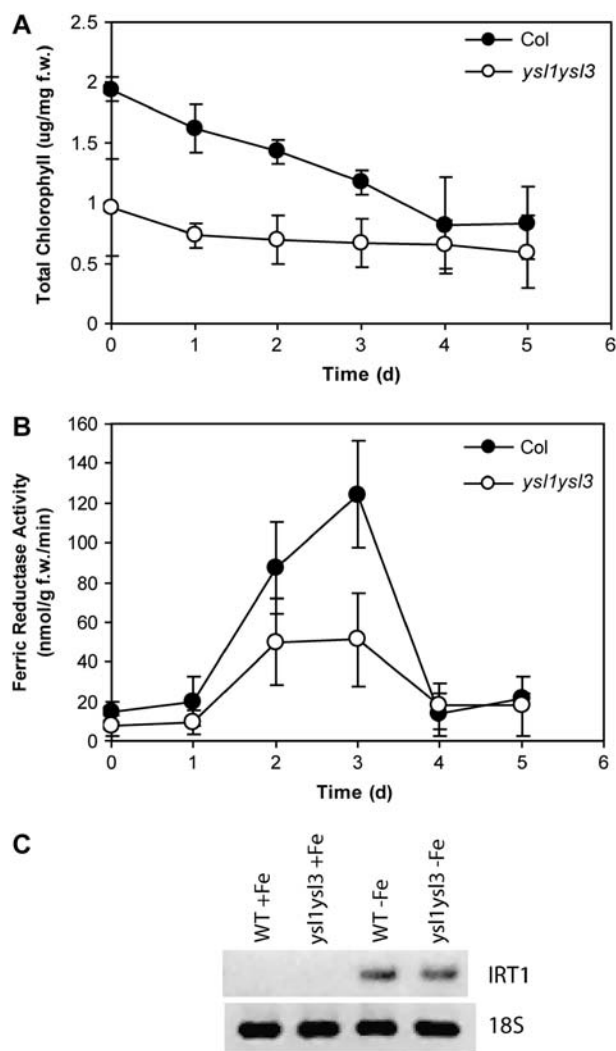 A
Total Chlorophyll (ug/mg f.w.)
2.5
2
1.5
1
0.5
0
Col
ysl1ysl3
0 1 2 3 4 5 6
Time (d)
B
Ferric Reductase Activity
(nmol/g f.w./min)
160
140
120
100
80
60
40
20
0
Col
ysl1ysl3
0 1 2 3 4 5 6
Time (d)
C
WT +Fe
ysl1ysl3 +Fe
WT -Fe
ysl1ysl3 -Fe
IRT1
18S